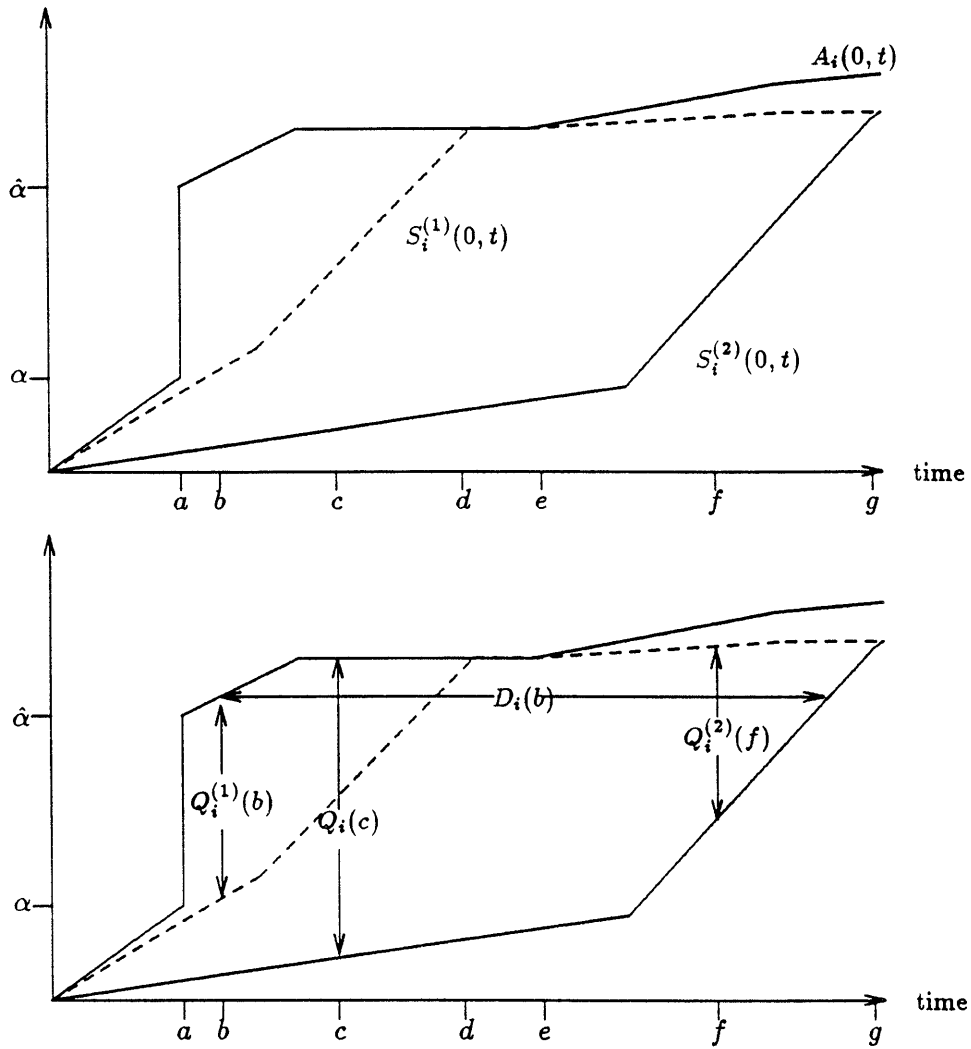 A_i(0, t)
α̂
S_i^{(1)}(0, t)
α
S_i^{(2)}(0, t)
time
a b c d e f g
α̂
D_i(b)
Q_i^{(2)}(f)
Q_i^{(1)}(b)
Q_i(c)
α
time
a b c d e f g